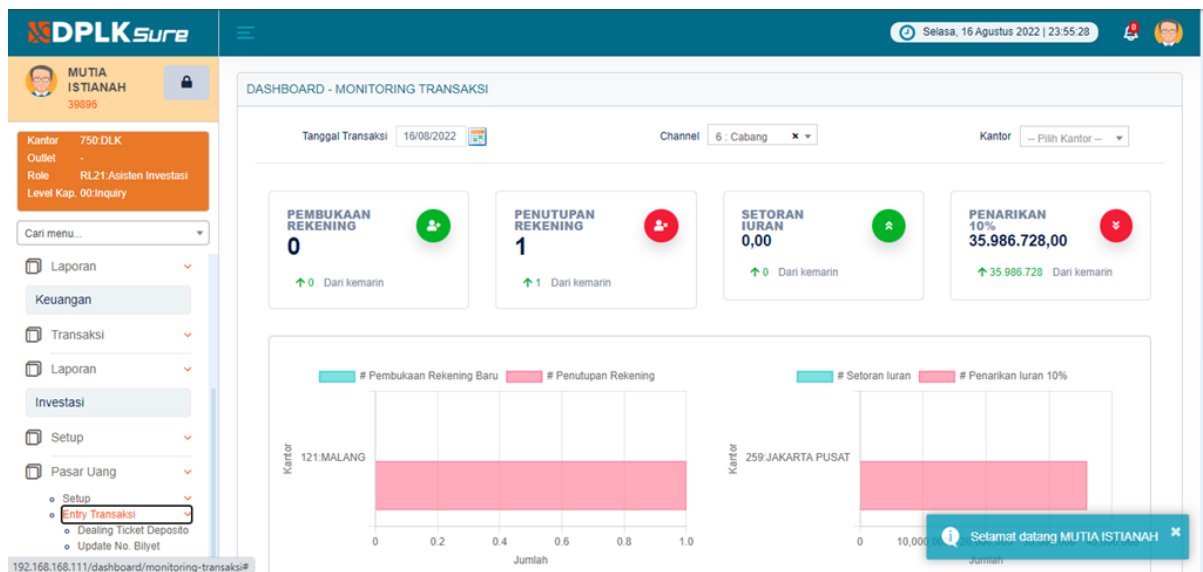 DPLKSure
Selasa, 16 Agustus 2022 | 23:55:28
MUTIA
ISTIANAH
39896
Kantor 750:DLK
Outlet -
Role RL21:Asisten Investasi
Level Kap. 00:Inquiry
Cari menu...
Laporan
Keuangan
Transaksi
Laporan
Investasi
Setup
Pasar Uang
Setup
Entry Transaksi
Dealing Ticket Deposito
Update No. Bilyet
192.168.168.111/dashboard/monitoring-transaksi#
DASHBOARD - MONITORING TRANSAKSI
Tanggal Transaksi 16/08/2022
Channel 6 : Cabang
Kantor -- Pilih Kantor --
PEMBUKAAN
REKENING
0
0 Dari kemarin
PENUTUPAN
REKENING
1
1 Dari kemarin
SETORAN
IURAN
0,00
0 Dari kemarin
PENARIKAN
10%
35.986.728,00
35.986.728 Dari kemarin
# Pembukaan Rekening Baru # Penutupan Rekening
Kantor
121:MALANG
0 0.2 0.4 0.6 0.8 1.0
Jumlah
# Setoran Iuran # Penarikan Iuran 10%
Kantor
259:JAKARTA PUSAT
0
Jumlah
Selamat datang MUTIA ISTIANAH